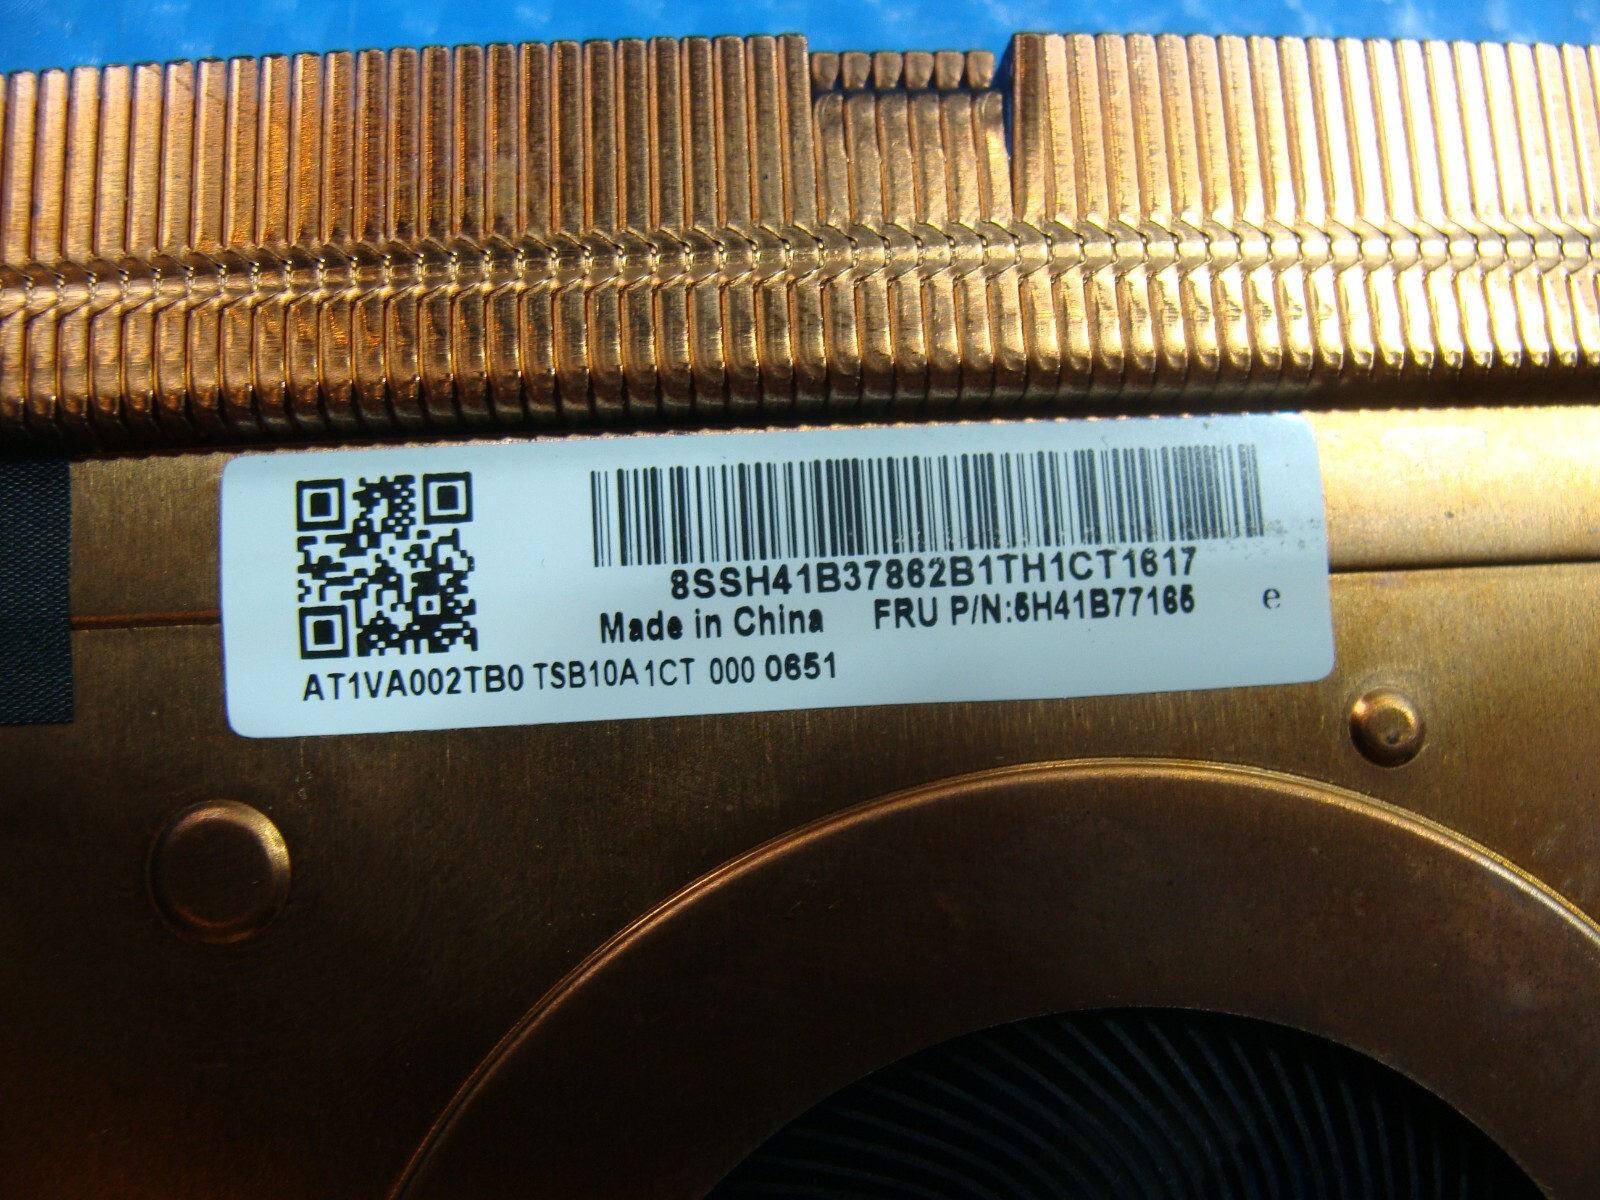 8SSH41B37862B1TH1CT1617
Made in China FRU P/N:5H41B77165 e
AT1VA002TB0 TSB10A1CT 000 0651